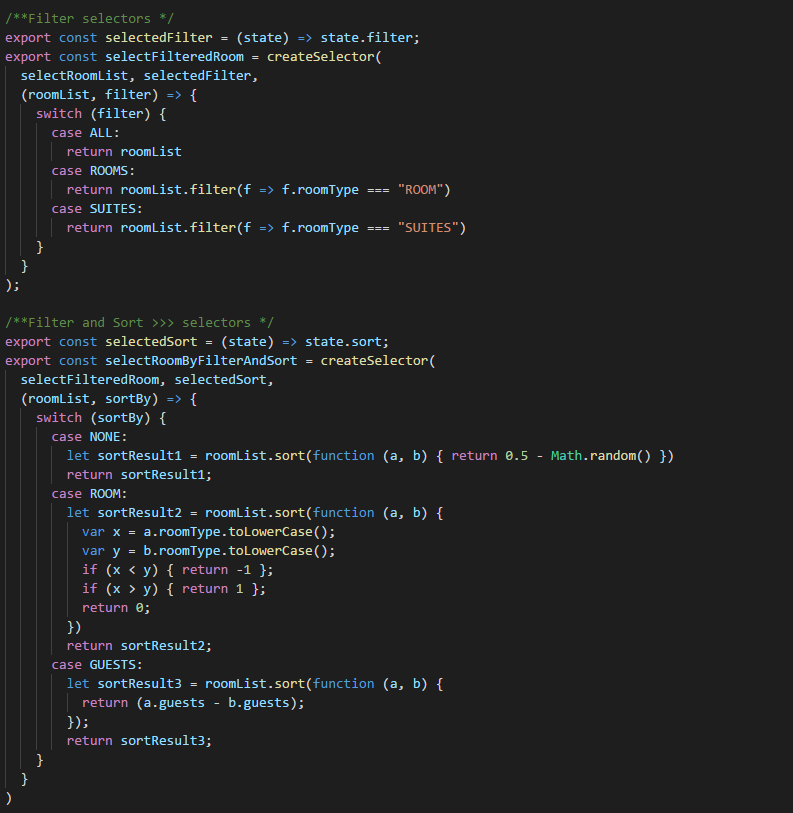 /**Filter selectors */
export const selectedFilter = (state) => state.filter;
export const selectFilteredRoom = createSelector(
  selectRoomList, selectedFilter,
  (roomList, filter) => {
    switch (filter) {
      case ALL:
        return roomList
      case ROOMS:
        return roomList.filter(f => f.roomType === "ROOM")
      case SUITES:
        return roomList.filter(f => f.roomType === "SUITES")
    }
  }
);

/**Filter and Sort >>> selectors */
export const selectedSort = (state) => state.sort;
export const selectRoomByFilterAndSort = createSelector(
  selectFilteredRoom, selectedSort,
  (roomList, sortBy) => {
    switch (sortBy) {
      case NONE:
        let sortResult1 = roomList.sort(function (a, b) { return 0.5 - Math.random() })
        return sortResult1;
      case ROOM:
        let sortResult2 = roomList.sort(function (a, b) {
          var x = a.roomType.toLowerCase();
          var y = b.roomType.toLowerCase();
          if (x < y) { return -1 };
          if (x > y) { return 1 };
          return 0;
        })
        return sortResult2;
      case GUESTS:
        let sortResult3 = roomList.sort(function (a, b) {
          return (a.guests - b.guests);
        });
        return sortResult3;
    }
  }
)